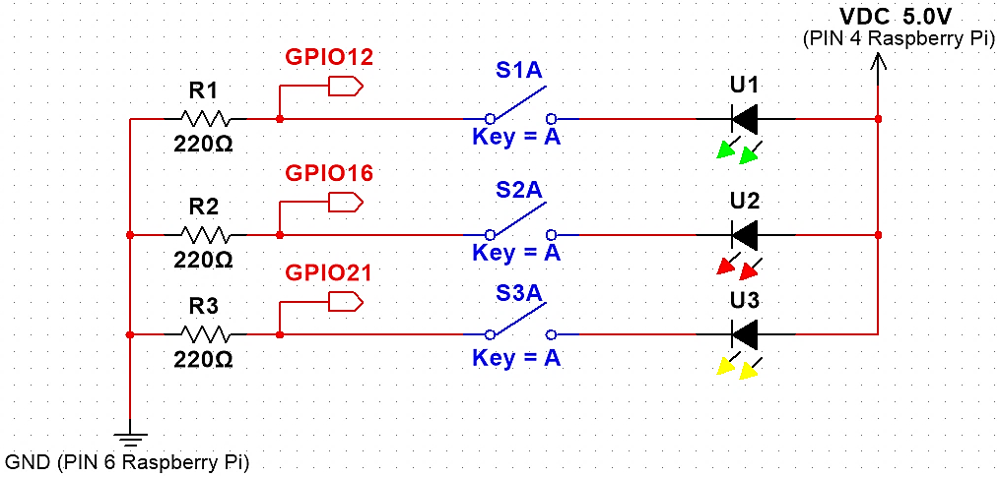 VDC 5.0V
(PIN 4 Raspberry Pi)
GPIO12
S1A
U1
R1
220Ω
Key = A
GPIO16
S2A
U2
R2
220Ω
Key = A
GPIO21
S3A
U3
R3
220Ω
Key = A
GND (PIN 6 Raspberry Pi)